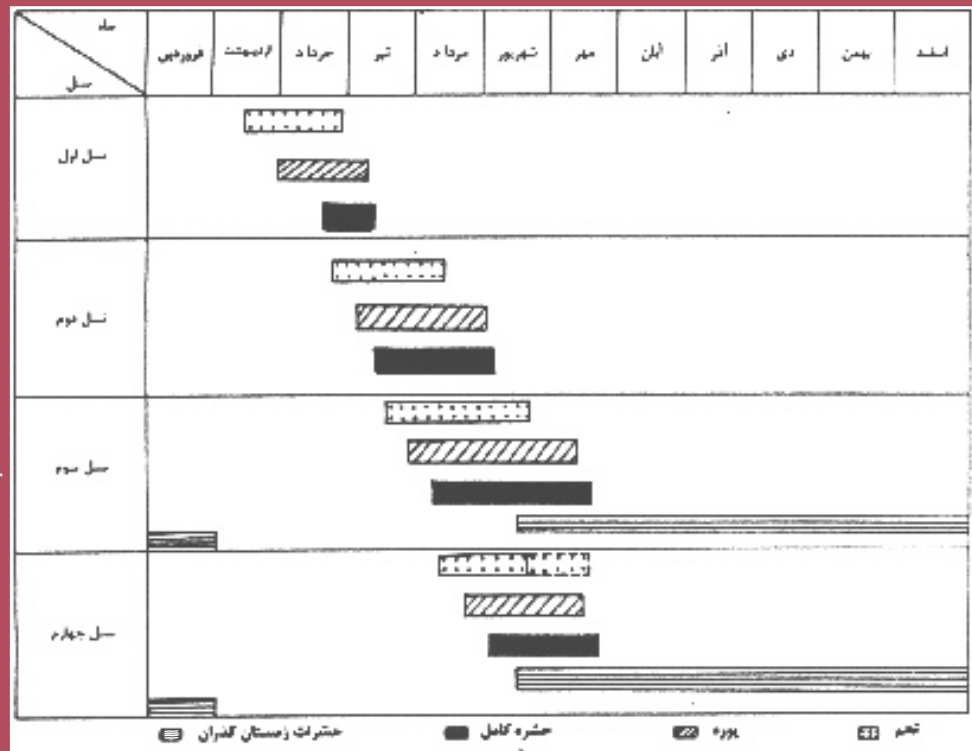 ماه
نسل
فروردین اردیبهشت خرداد تیر مرداد شهریور مهر آبان آذر دی بهمن اسفند
نسل اول
نسل دوم
نسل سوم
نسل چهارم
تخم پوره حشره کامل حشرات زمستان گذران